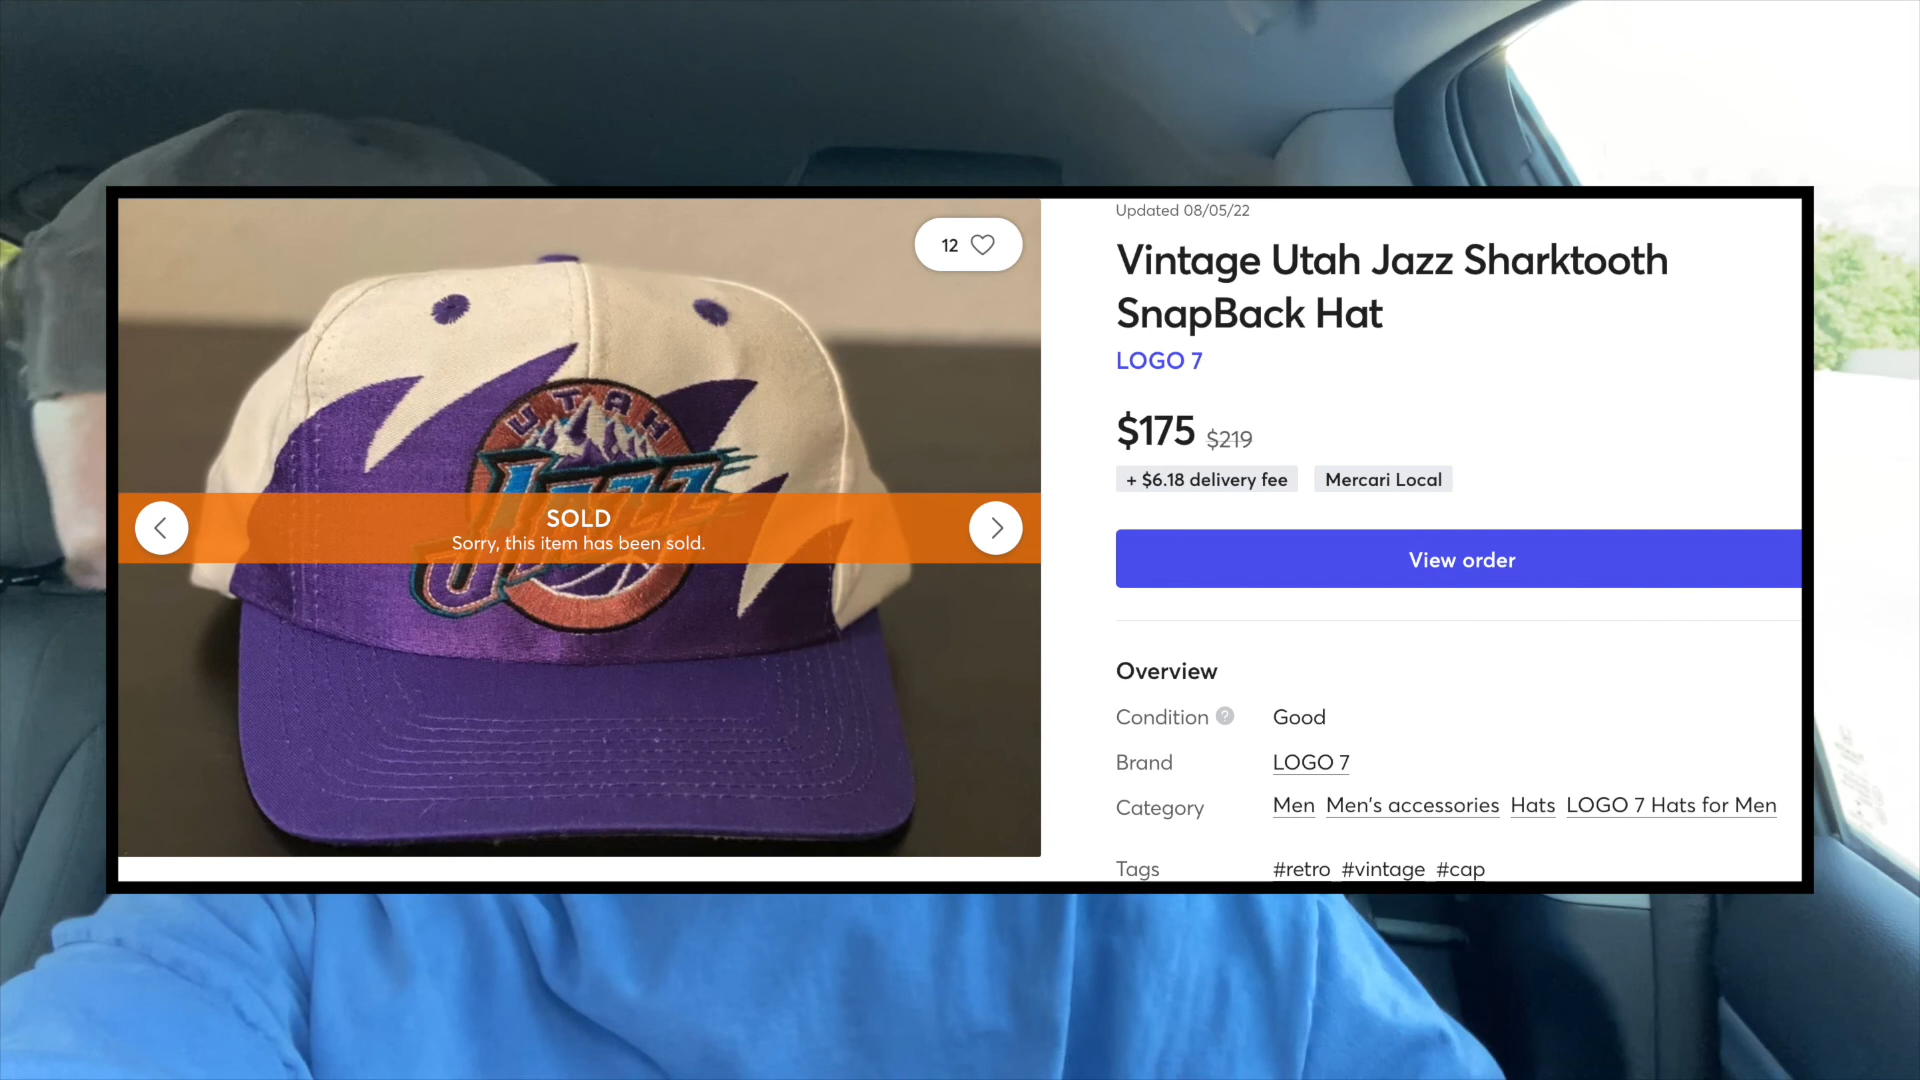 Updated 08/05/22
Vintage Utah Jazz Sharktooth
SnapBack Hat
LOGO 7
$175 $219
+ $6.18 delivery fee Mercari Local
View order
Overview
Condition ? Good
Brand LOGO 7
Category Men Men's accessories Hats LOGO 7 Hats for Men
Tags #retro #vintage #cap
12
UTAH
JAZZ
SOLD
Sorry, this item has been sold.